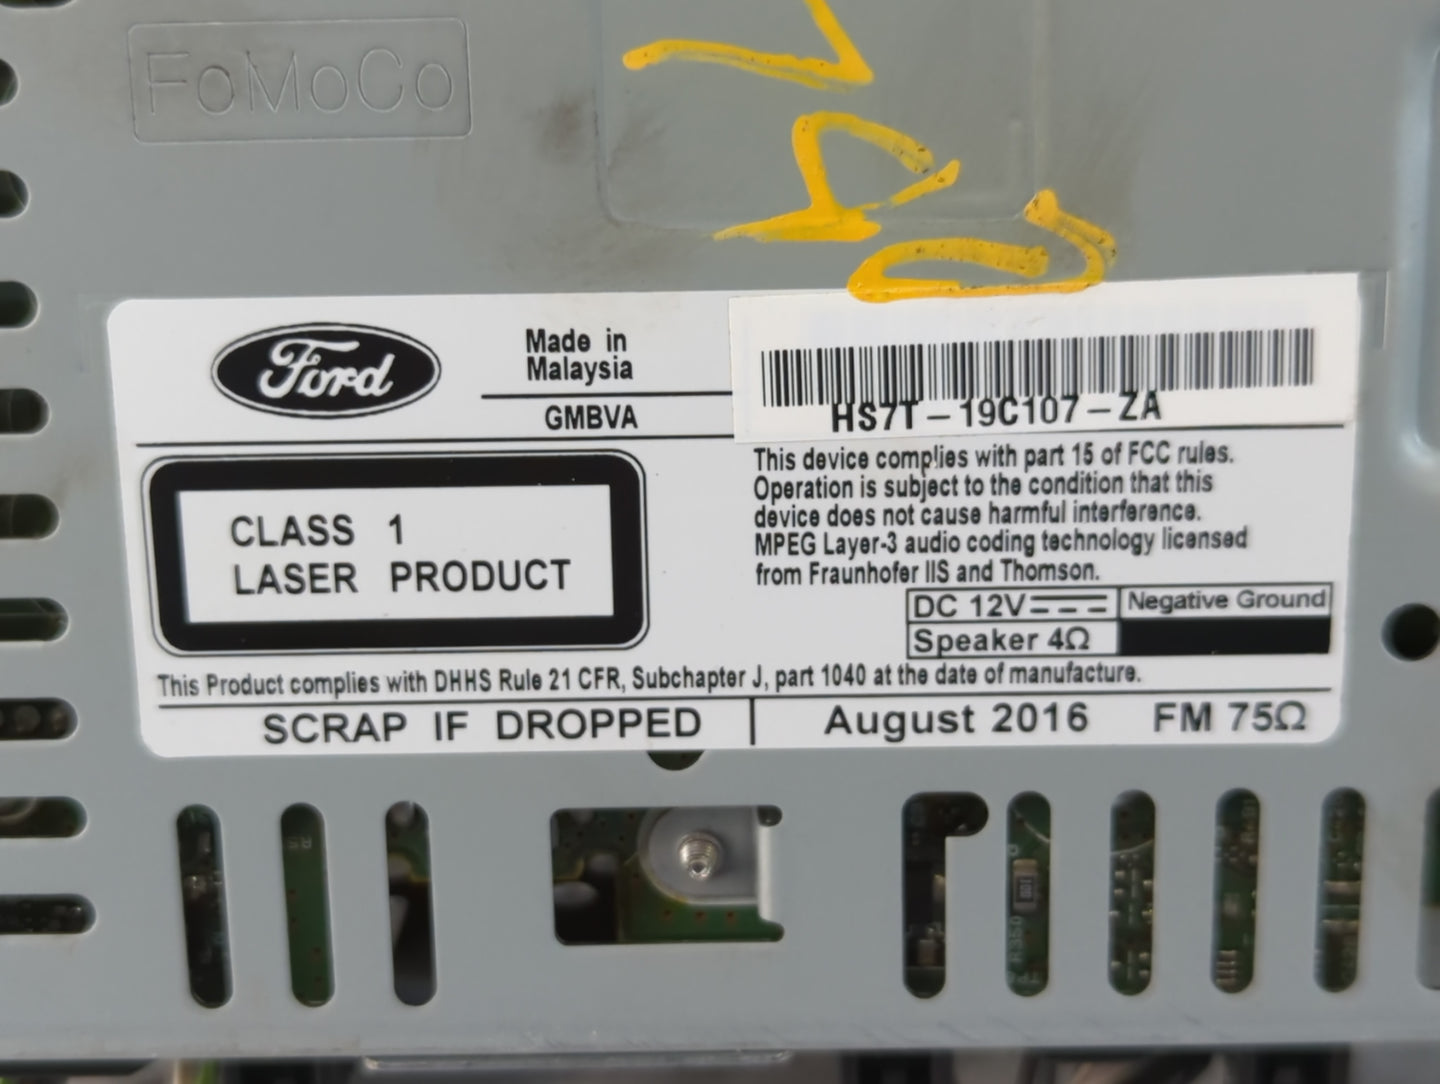 FoMoCo
Ford
Made in
Malaysia
GMBVA
HS7T-19C107-ZA
CLASS 1
LASER PRODUCT
This device complies with part 15 of FCC rules.
Operation is subject to the condition that this
device does not cause harmful interference.
MPEG Layer-3 audio coding technology licensed
from Fraunhofer IIS and Thomson.
DC 12V Negative Ground
Speaker 4Ω
This Product complies with DHHS Rule 21 CFR, Subchapter J, part 1040 at the date of manufacture.
SCRAP IF DROPPED
August 2016 FM 75Ω
R350